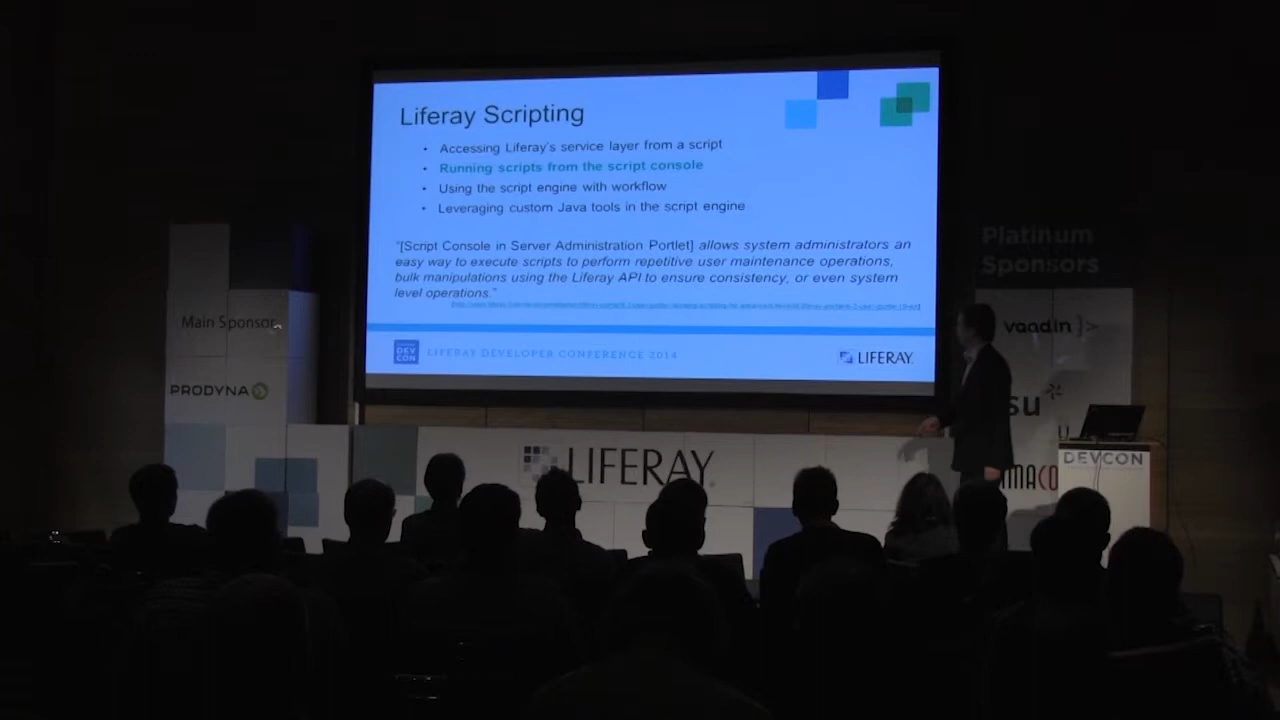 Liferay Scripting
• Accessing Liferay's service layer from a script
• Running scripts from the script console
• Using the script engine with workflow
• Leveraging custom Java tools in the script engine
"[Script Console in Server Administration Portlet] allows system administrators an
easy way to execute scripts to perform repetitive user maintenance operations,
bulk manipulations using the Liferay API to ensure consistency, or even system
level operations."
DEV
CON
LIFERAY DEVELOPER CONFERENCE 2014
LIFERAY
Platinum
Sponsors
Main Sponsor
PRODYNA
vaadin }>
su
LIFERAY
DEVCON
MACO